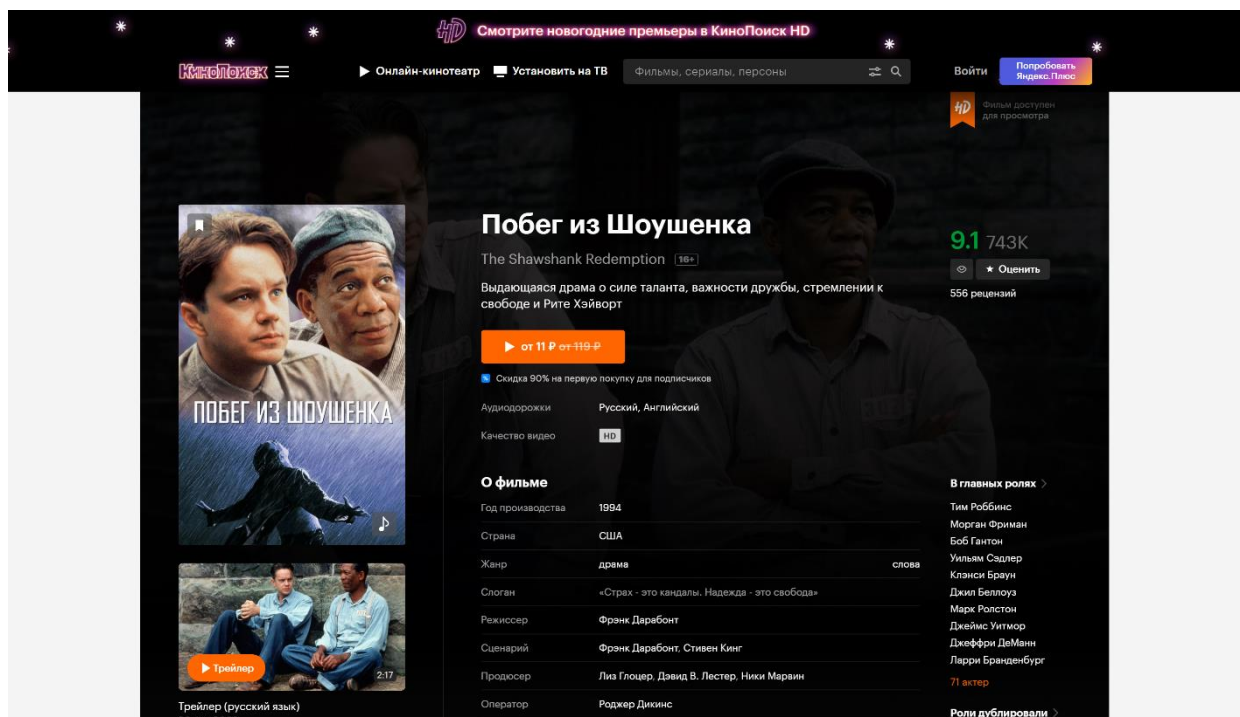 HD Смотрите новогодние премьеры в КиноПоиск HD
КиноПоиск
Онлайн-кинотеатр
Установить на ТВ
Фильмы, сериалы, персоны
Войти
Попробовать
Яндекс.Плюс
HD
Фильм доступен
для просмотра
ПОБЕГ ИЗ ШОУШЕНКА
Трейлер
2:17
Трейлер (русский язык)
Побег из Шоушенка
The Shawshank Redemption 16+
Выдающаяся драма о силе таланта, важности дружбы, стремлении к
свободе и Рите Хэйворт
от 11 ₽ от 119 ₽
% Скидка 90% на первую покупку для подписчиков
Аудиодорожки Русский, Английский
Качество видео HD
О фильме
Год производства 1994
Страна США
Жанр драма слова
Слоган «Страх - это кандалы. Надежда - это свобода»
Режиссер Фрэнк Дарабонт
Сценарий Фрэнк Дарабонт, Стивен Кинг
Продюсер Лиз Глоцер, Дэвид В. Лестер, Ники Марвин
Оператор Роджер Дикинс
9.1 743K
Оценить
556 рецензий
В главных ролях
Тим Роббинс
Морган Фриман
Боб Гантон
Уильям Сэдлер
Клэнси Браун
Джил Беллоуз
Марк Ролстон
Джеймс Уитмор
Джеффри ДеМанн
Ларри Бранденбург
71 актер
Роли дублировали